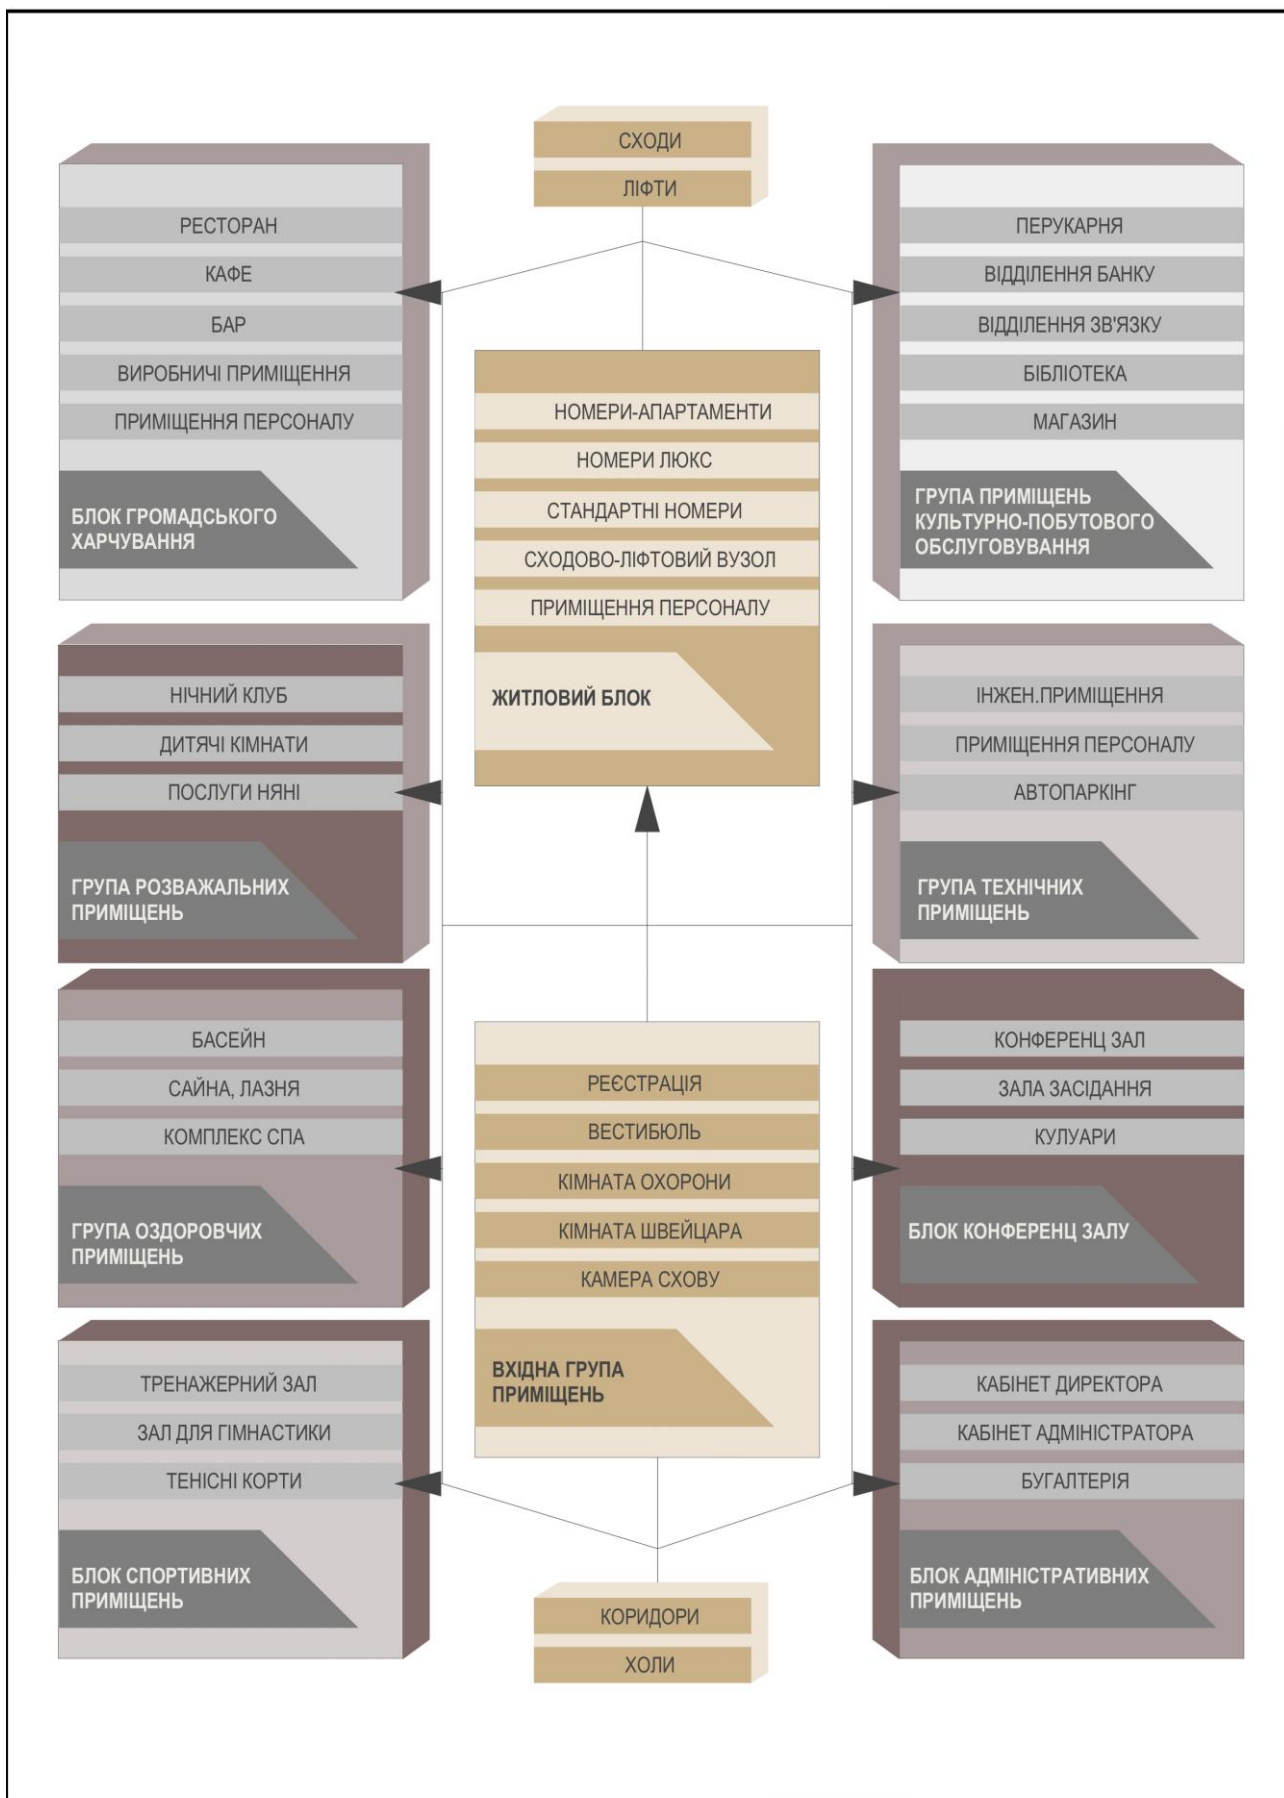 СХОДИ
ЛІФТИ
РЕСТОРАН
КАФЕ
БАР
ВИРОБНИЧІ ПРИМІЩЕННЯ
ПРИМІЩЕННЯ ПЕРСОНАЛУ
БЛОК ГРОМАДСЬКОГО
ХАРЧУВАННЯ
ПЕРУКАРНЯ
ВІДДІЛЕННЯ БАНКУ
ВІДДІЛЕННЯ ЗВ'ЯЗКУ
БІБЛІОТЕКА
МАГАЗИН
ГРУПА ПРИМІЩЕНЬ
КУЛЬТУРНО-ПОБУТОВОГО
ОБСЛУГОВУВАННЯ
НОМЕРИ-АПАРТАМЕНТИ
НОМЕРИ ЛЮКС
СТАНДАРТНІ НОМЕРИ
СХОДОВО-ЛІФТОВИЙ ВУЗОЛ
ПРИМІЩЕННЯ ПЕРСОНАЛУ
ЖИТЛОВИЙ БЛОК
НІЧНИЙ КЛУБ
ДИТЯЧІ КІМНАТИ
ПОСЛУГИ НЯНІ
ГРУПА РОЗВАЖАЛЬНИХ
ПРИМІЩЕНЬ
ІНЖЕН.ПРИМІЩЕННЯ
ПРИМІЩЕННЯ ПЕРСОНАЛУ
АВТОПАРКІНГ
ГРУПА ТЕХНІЧНИХ
ПРИМІЩЕНЬ
БАСЕЙН
САЙНА, ЛАЗНЯ
КОМПЛЕКС СПА
ГРУПА ОЗДОРОВЧИХ
ПРИМІЩЕНЬ
РЕЄСТРАЦІЯ
ВЕСТИБЮЛЬ
КІМНАТА ОХОРОНИ
КІМНАТА ШВЕЙЦАРА
КАМЕРА СХОВУ
ВХІДНА ГРУПА
ПРИМІЩЕНЬ
КОНФЕРЕНЦ ЗАЛ
ЗАЛА ЗАСІДАННЯ
КУЛУАРИ
БЛОК КОНФЕРЕНЦ ЗАЛУ
ТРЕНАЖЕРНИЙ ЗАЛ
ЗАЛ ДЛЯ ГІМНАСТИКИ
ТЕНІСНІ КОРТИ
БЛОК СПОРТИВНИХ
ПРИМІЩЕНЬ
КАБІНЕТ ДИРЕКТОРА
КАБІНЕТ АДМІНІСТРАТОРА
БУГАЛТЕРІЯ
БЛОК АДМІНІСТРАТИВНИХ
ПРИМІЩЕНЬ
КОРИДОРИ
ХОЛИ